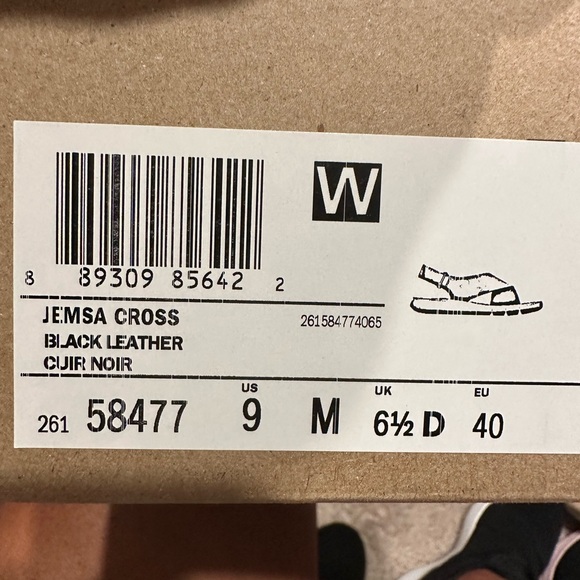 W
8 89309 85642 2
JEMSA CROSS
261584774065
BLACK LEATHER
CUIR NOIR
US UK EU
261 58477 9 M 6½ D 40